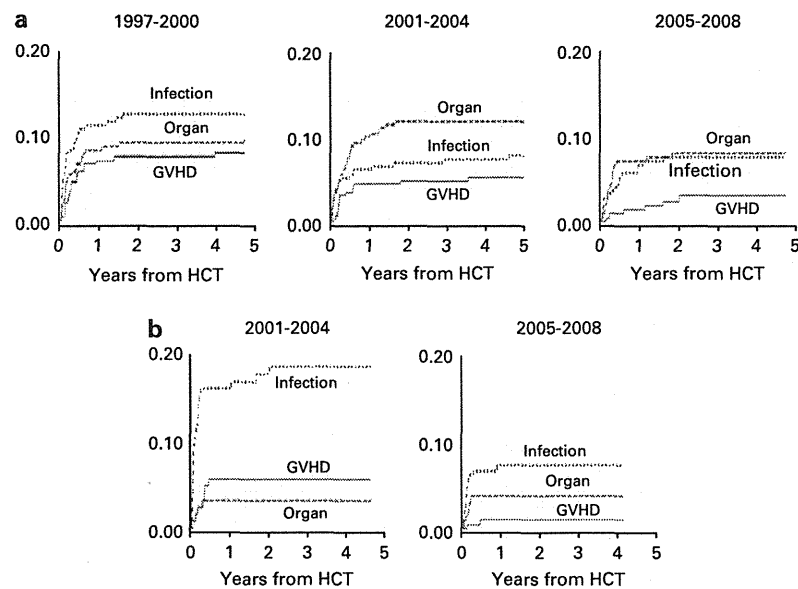 a
1997-2000
2001-2004
2005-2008
0.20
0.10
0.00
Infection
Organ
GVHD
0 1 2 3 4 5
Years from HCT
0.20
0.10
0.00
Organ
Infection
GVHD
0 1 2 3 4 5
Years from HCT
0.20
0.10
0.00
Organ
Infection
GVHD
0 1 2 3 4 5
Years from HCT
b
2001-2004
2005-2008
0.20
0.10
0.00
Infection
GVHD
Organ
0 1 2 3 4 5
Years from HCT
0.20
0.10
0.00
Infection
Organ
GVHD
0 1 2 3 4 5
Years from HCT